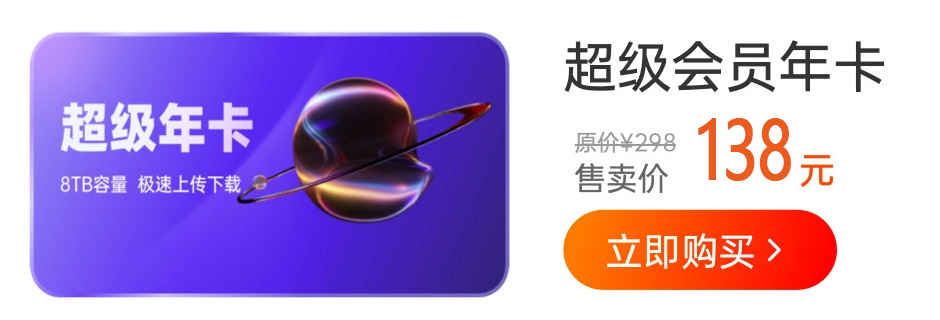 超级年卡
8TB容量 极速上传下载
超级会员年卡
原价¥298
售卖价 138元
立即购买 >